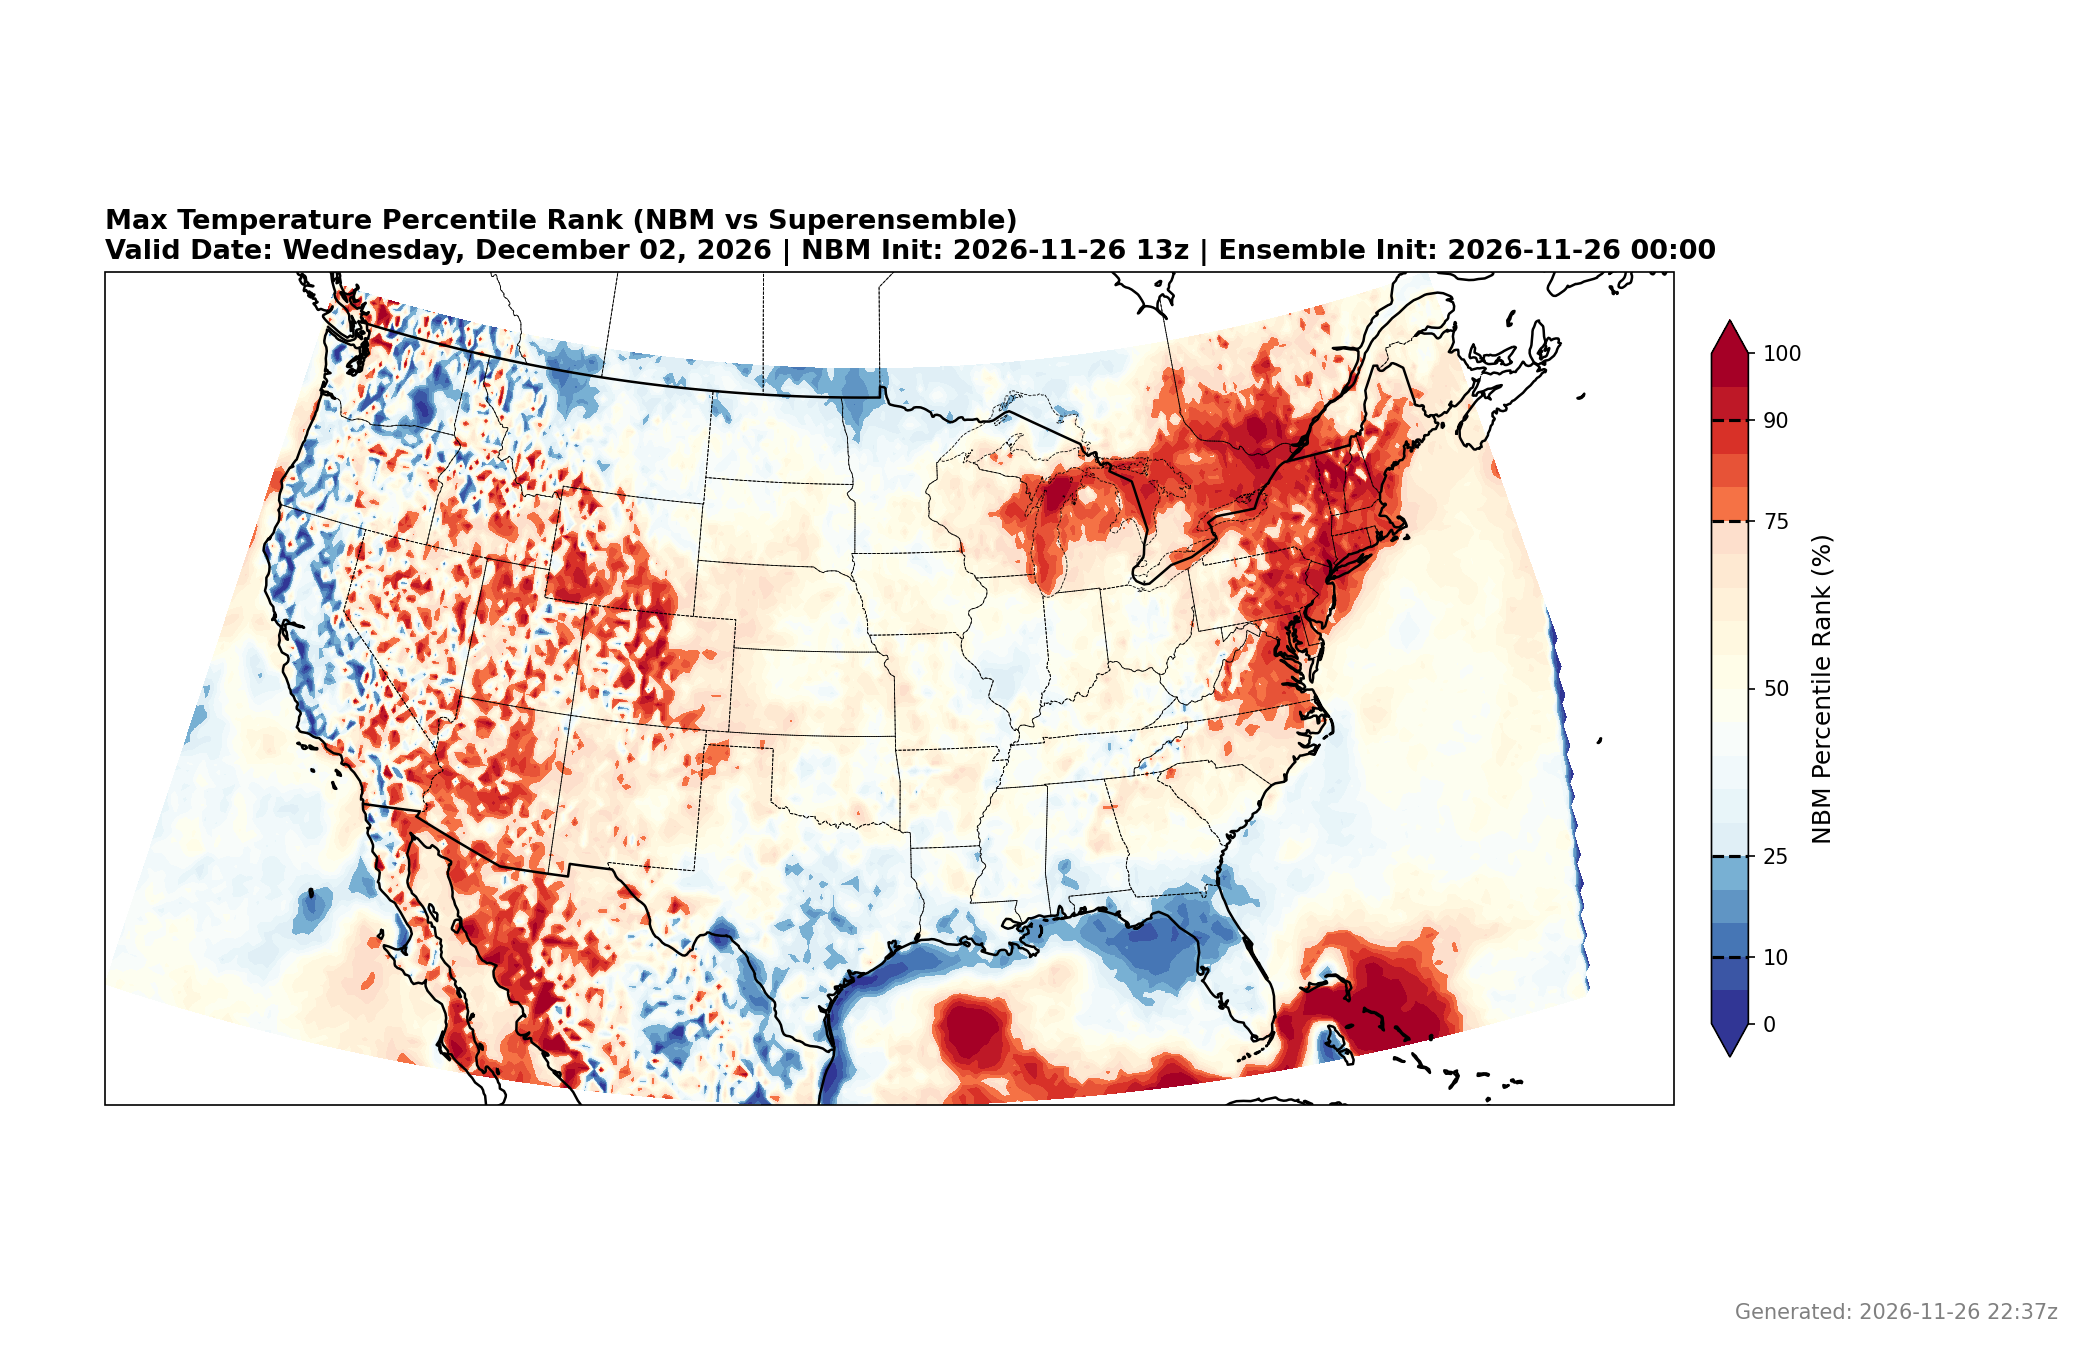 Max Temperature Percentile Rank (NBM vs Superensemble)
Valid Date: Wednesday, December 02, 2026 | NBM Init: 2026-11-26 13z | Ensemble Init: 2026-11-26 00:00
100
90
75
50
25
10
0
NBM Percentile Rank (%)
Generated: 2026-11-26 22:37z